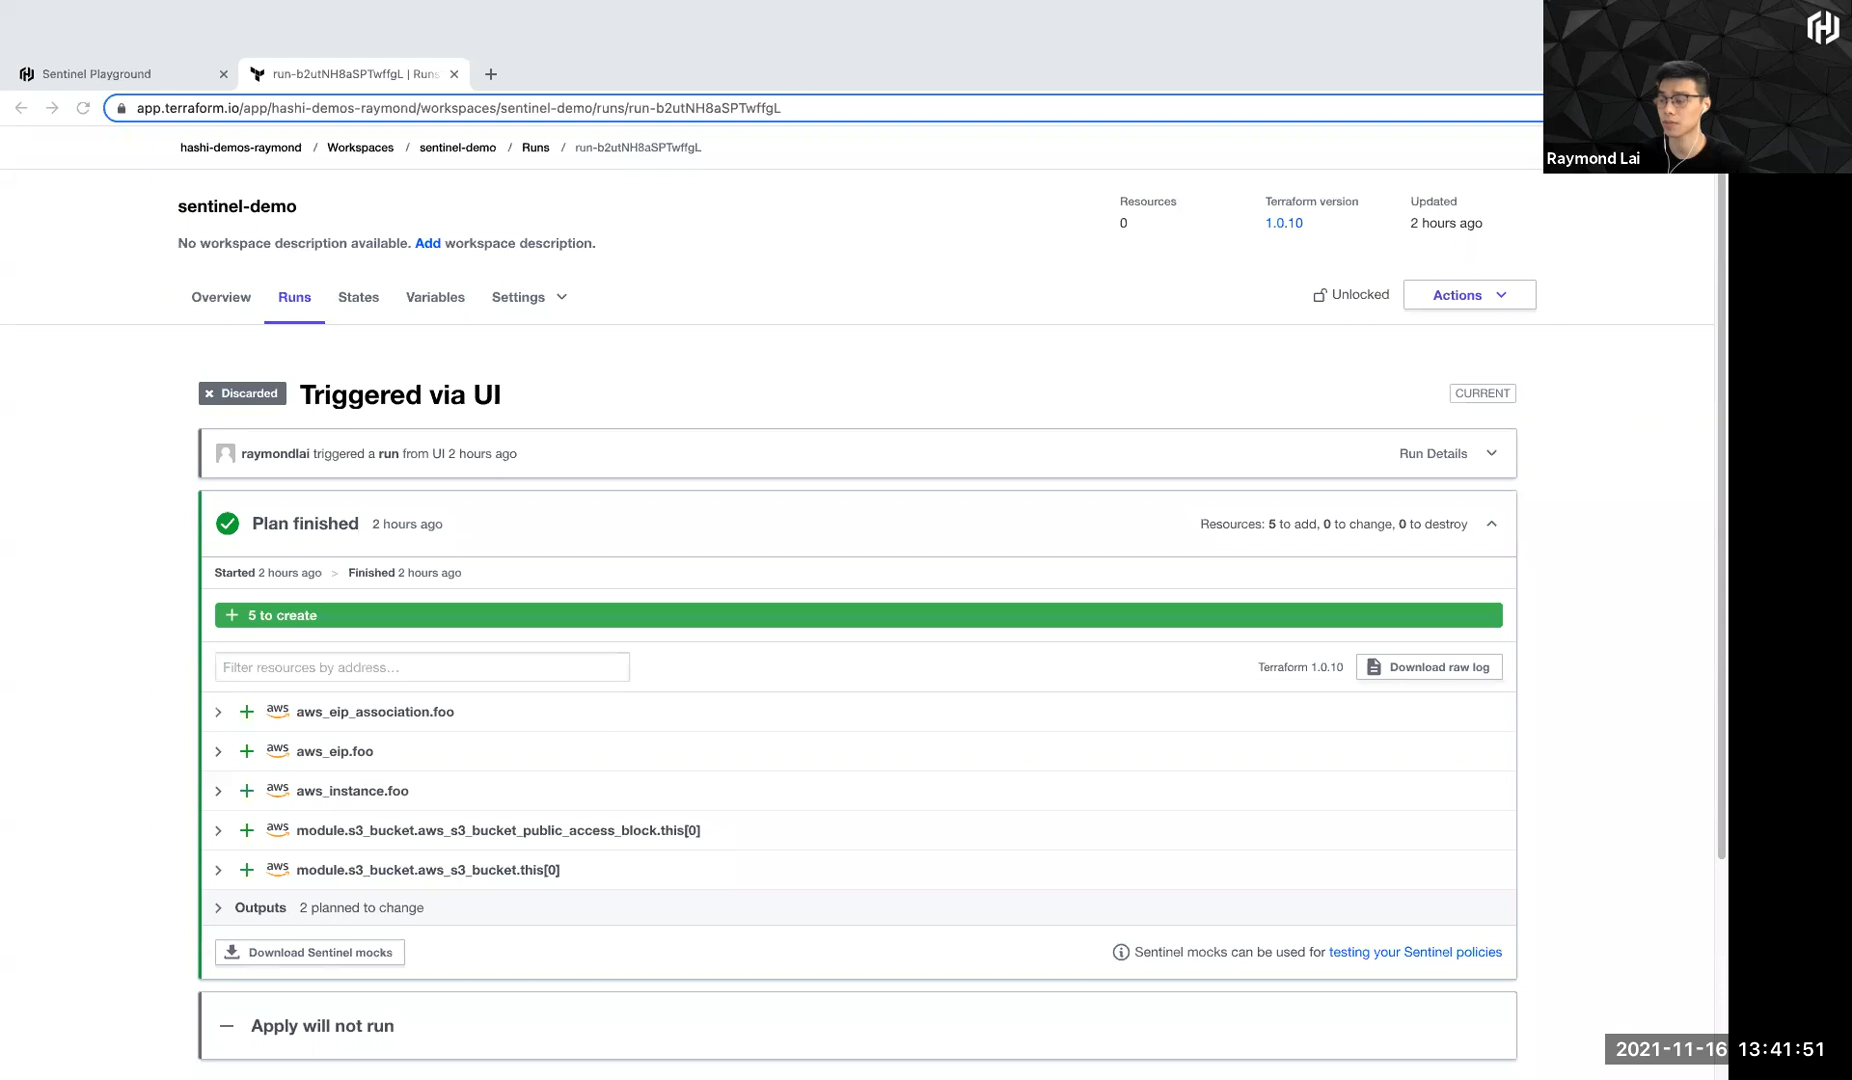 Sentinel Playground
run-b2utNH8aSPTwffgL | Runs
app.terraform.io/app/hashi-demos-raymond/workspaces/sentinel-demo/runs/run-b2utNH8aSPTwffgL
Raymond Lai
hashi-demos-raymond / Workspaces / sentinel-demo / Runs / run-b2utNH8aSPTwffgL
sentinel-demo
Resources Terraform version Updated
0 1.0.10 2 hours ago
No workspace description available. Add workspace description.
Overview Runs States Variables Settings
Unlocked Actions
Discarded Triggered via UI CURRENT
raymondlai triggered a run from UI 2 hours ago Run Details
Plan finished 2 hours ago Resources: 5 to add, 0 to change, 0 to destroy
Started 2 hours ago > Finished 2 hours ago
+ 5 to create
Filter resources by address... Terraform 1.0.10 Download raw log
+ aws aws_eip_association.foo
+ aws aws_eip.foo
+ aws aws_instance.foo
+ aws module.s3_bucket.aws_s3_bucket_public_access_block.this[0]
+ aws module.s3_bucket.aws_s3_bucket.this[0]
Outputs 2 planned to change
Download Sentinel mocks Sentinel mocks can be used for testing your Sentinel policies
Apply will not run
2021-11-16 13:41:51